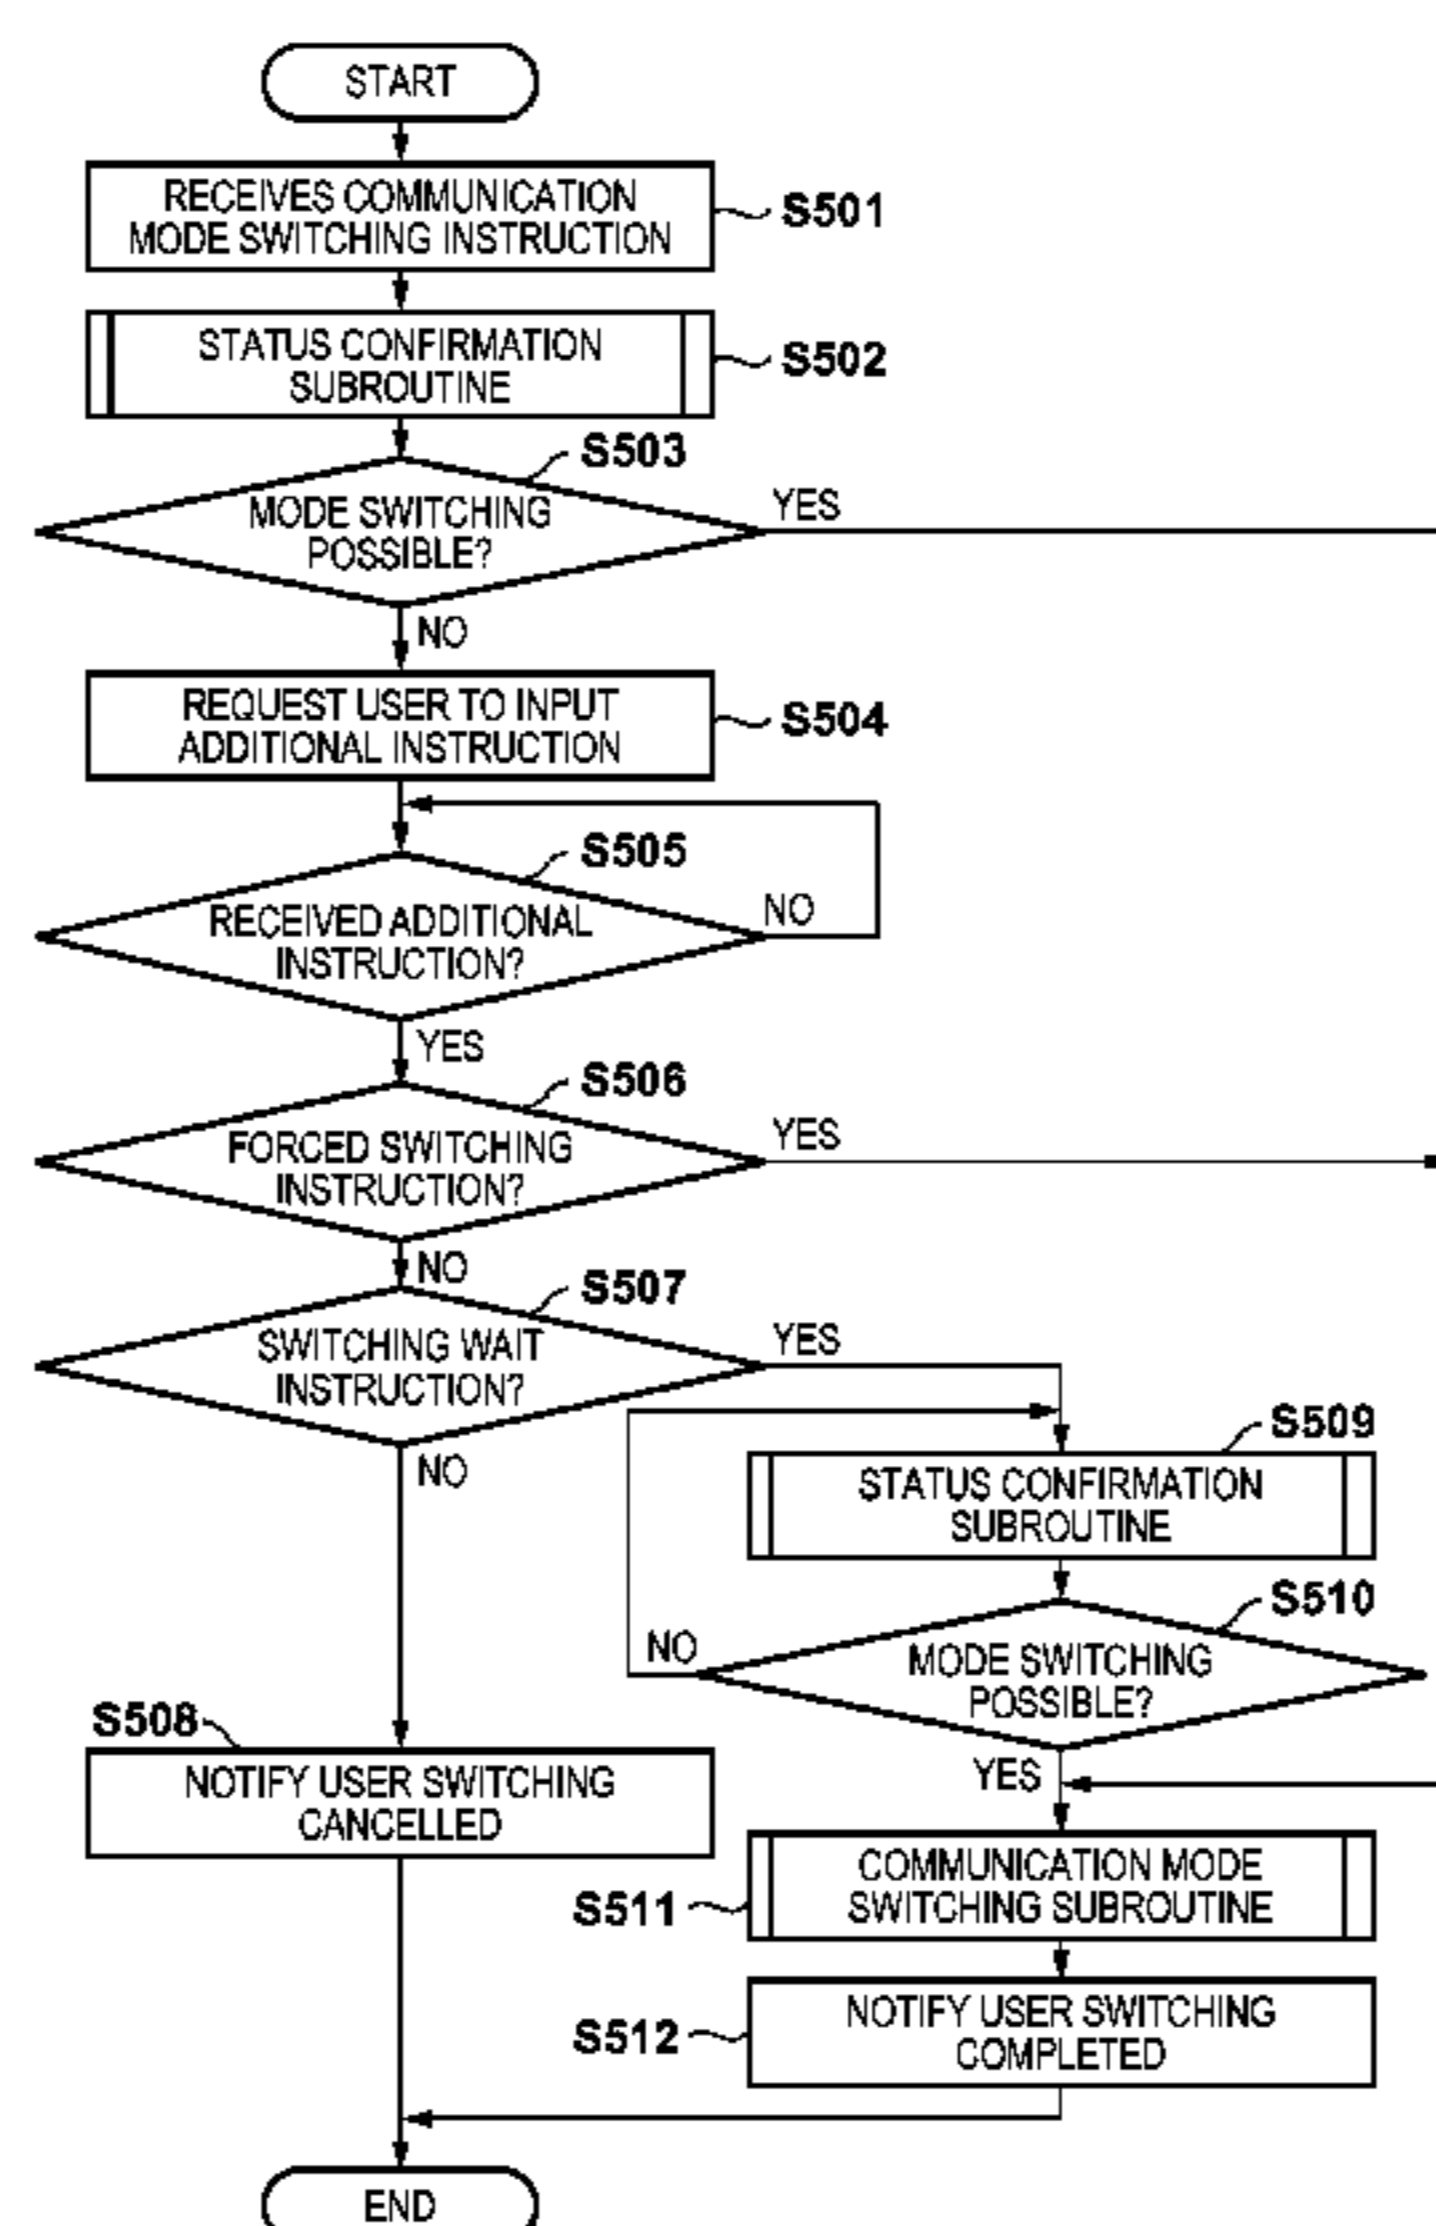 START
RECEIVES COMMUNICATION
MODE SWITCHING INSTRUCTION
S501
STATUS CONFIRMATION
SUBROUTINE
S502
S503
MODE SWITCHING
POSSIBLE?
YES
NO
REQUEST USER TO INPUT
ADDITIONAL INSTRUCTION
S504
S505
RECEIVED ADDITIONAL
INSTRUCTION?
NO
YES
S506
FORCED SWITCHING
INSTRUCTION?
YES
NO
S507
SWITCHING WAIT
INSTRUCTION?
YES
NO
S509
STATUS CONFIRMATION
SUBROUTINE
S510
MODE SWITCHING
POSSIBLE?
NO
YES
S508
NOTIFY USER SWITCHING
CANCELLED
COMMUNICATION MODE
SWITCHING SUBROUTINE
S511
NOTIFY USER SWITCHING
COMPLETED
S512
END